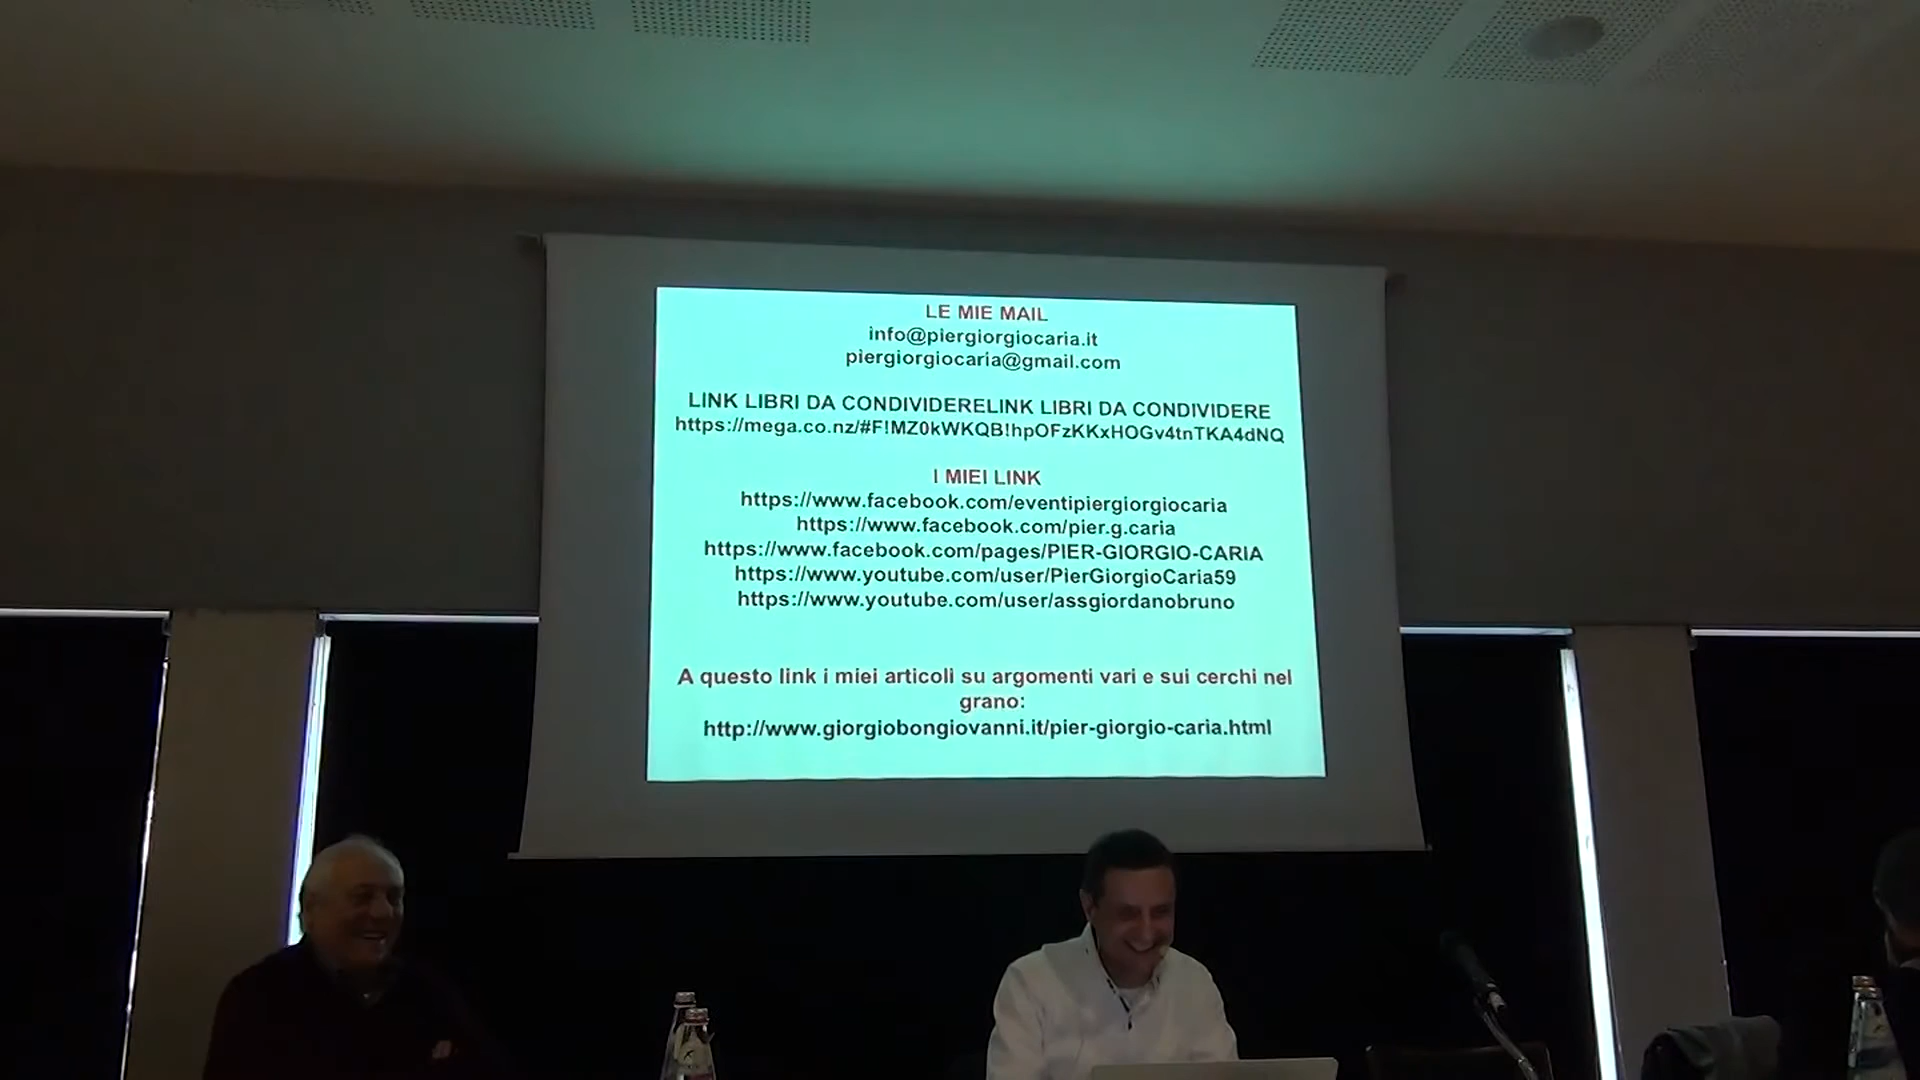 LE MIE MAIL
info@piergiorgiocaria.it
piergiorgiocaria@gmail.com
LINK LIBRI DA CONDIVIDERELINK LIBRI DA CONDIVIDERE
https://mega.co.nz/#F!MZ0kWKQB!hpOFzKKxHOGv4tnTKA4dNQ
I MIEI LINK
https://www.facebook.com/eventipiergiorgiocaria
https://www.facebook.com/pier.g.caria
https://www.facebook.com/pages/PIER-GIORGIO-CARIA
https://www.youtube.com/user/PierGiorgioCaria59
https://www.youtube.com/user/assgiordanobruno
A questo link i miei articoli su argomenti vari e sui cerchi nel
grano:
http://www.giorgiobongiovanni.it/pier-giorgio-caria.html